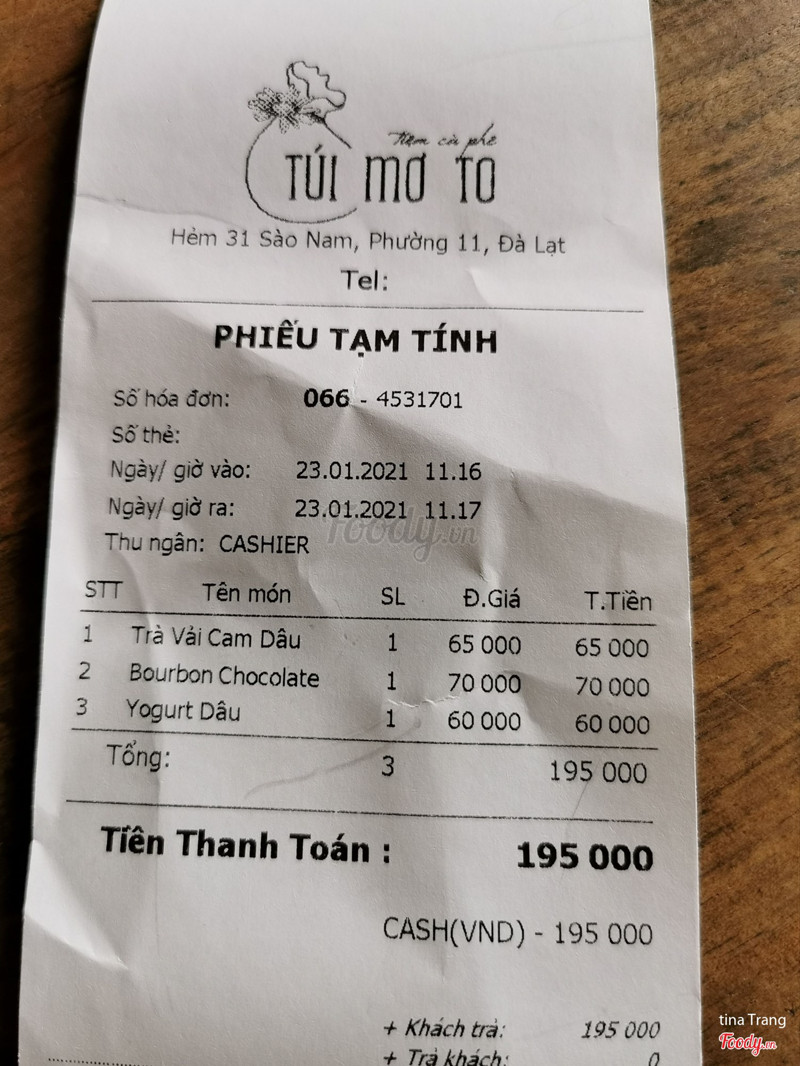 Tiệm cà phê
TÚI MƠ TO
Hẻm 31 Sào Nam, Phường 11, Đà Lạt
Tel:
PHIẾU TẠM TÍNH
Số hóa đơn: 066 - 4531701
Số thẻ:
Ngày/ giờ vào: 23.01.2021 11.16
Ngày/ giờ ra: 23.01.2021 11.17
Thu ngân: CASHIER
STT Tên món SL Đ.Giá T.Tiền
1 Trà Vải Cam Dâu 1 65 000 65 000
2 Bourbon Chocolate 1 70 000 70 000
3 Yogurt Dâu 1 60 000 60 000
Tổng: 3 195 000
Tiền Thanh Toán : 195 000
CASH(VND) - 195 000
+ Khách trả: 195 000
+ Trả khách: 0
Foody.vn
tina Trang
Foody.vn